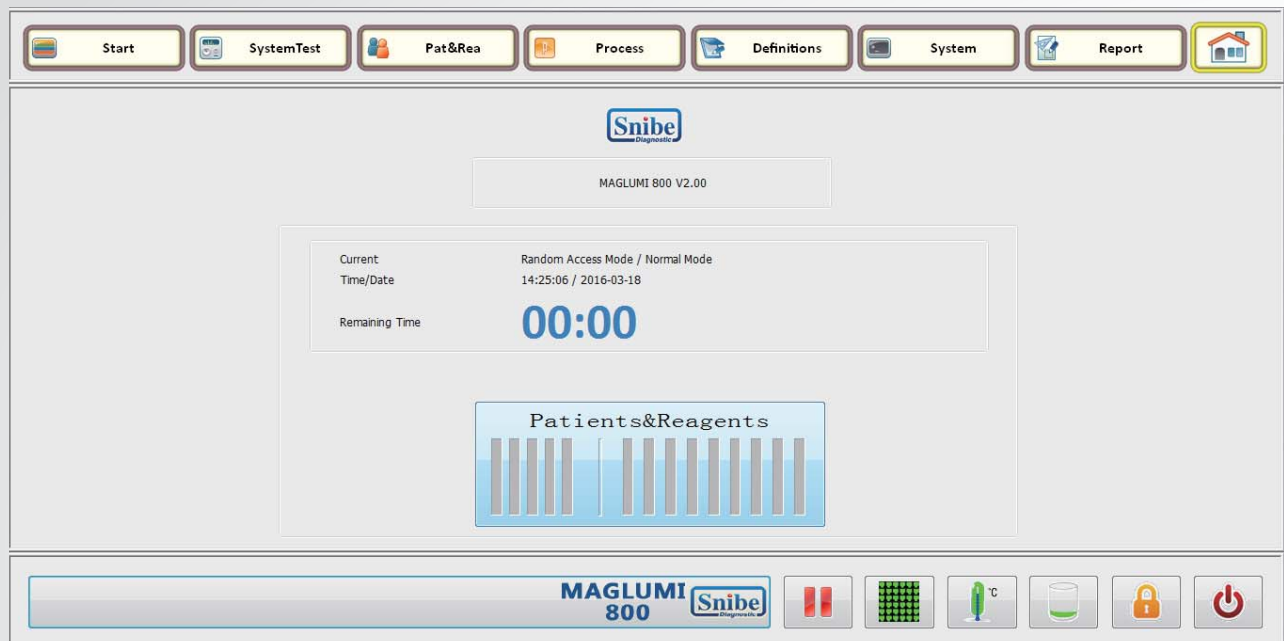 Start SystemTest Pat&Rea Process Definitions System Report
Snibe
Diagnostic
MAGLUMI 800 V2.00
Current Random Access Mode / Normal Mode
Time/Date 14:25:06 / 2016-03-18
Remaining Time 00:00
Patients&Reagents
MAGLUMI
800
Snibe
Diagnostic
°C